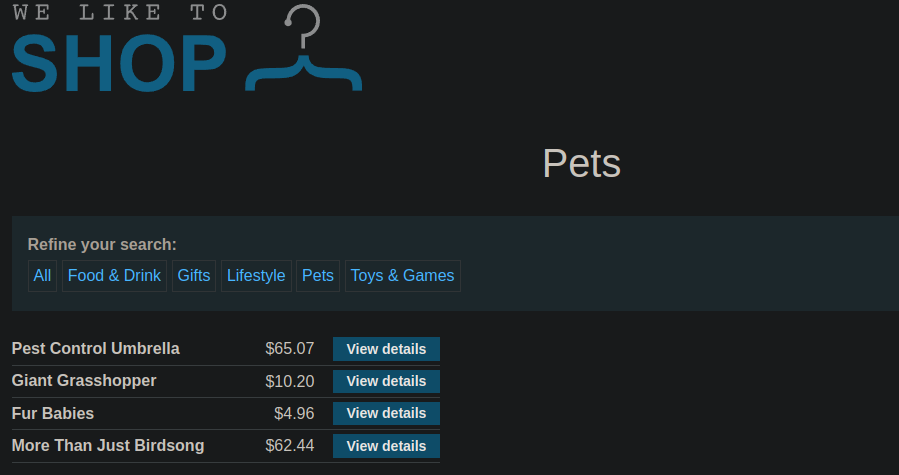 WE LIKE TO
SHOP
Pets
Refine your search:
All Food & Drink Gifts Lifestyle Pets Toys & Games
Pest Control Umbrella $65.07 View details
Giant Grasshopper $10.20 View details
Fur Babies $4.96 View details
More Than Just Birdsong $62.44 View details